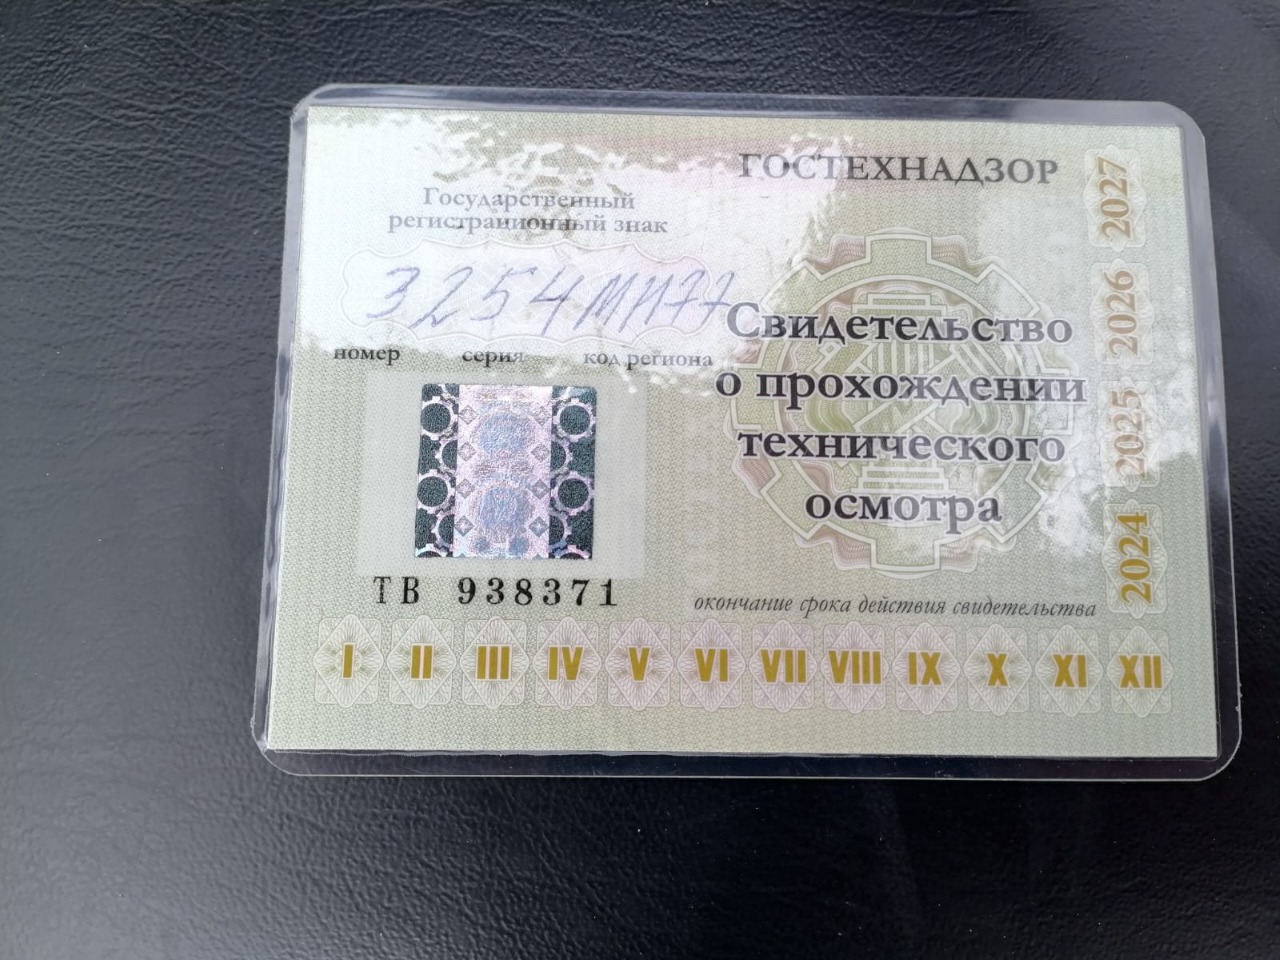 ГОСТЕХНАДЗОР
Государственный
регистрационный знак
3254МН77
номер серия код региона
Свидетельство
о прохождении
технического
осмотра
ТВ 938371
окончание срока действия свидетельства
I II III IV V VI VII VIII IX X XI XII
2027
2026
2025
2024